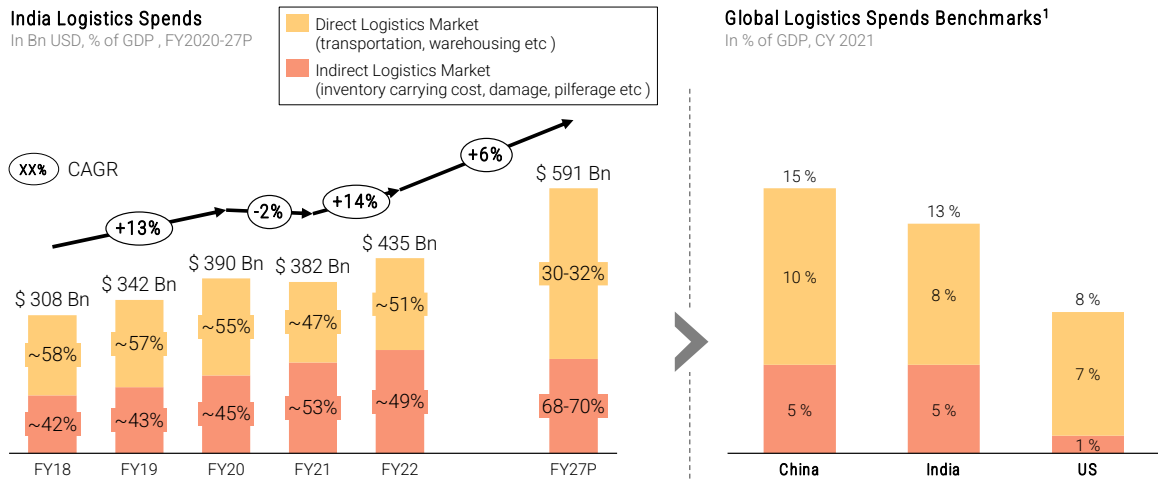 India Logistics Spends
In Bn USD, % of GDP , FY2020-27P
Direct Logistics Market
(transportation, warehousing etc )
Indirect Logistics Market
(inventory carrying cost, damage, pilferage etc )
XX% CAGR
+13%
-2%
+14%
+6%
$ 308 Bn
$ 342 Bn
$ 390 Bn
$ 382 Bn
$ 435 Bn
$ 591 Bn
~58%
~57%
~55%
~47%
~51%
30-32%
~42%
~43%
~45%
~53%
~49%
68-70%
FY18
FY19
FY20
FY21
FY22
FY27P
Global Logistics Spends Benchmarks¹
In % of GDP, CY 2021
15 %
13 %
8 %
10 %
8 %
7 %
5 %
5 %
1 %
China
India
US